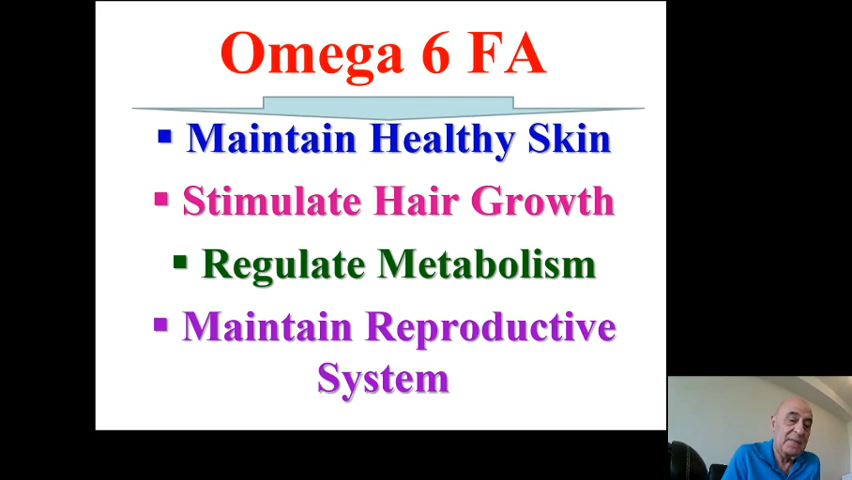 Omega 6 FA
▪ Maintain Healthy Skin
▪ Stimulate Hair Growth
▪ Regulate Metabolism
▪ Maintain Reproductive
System